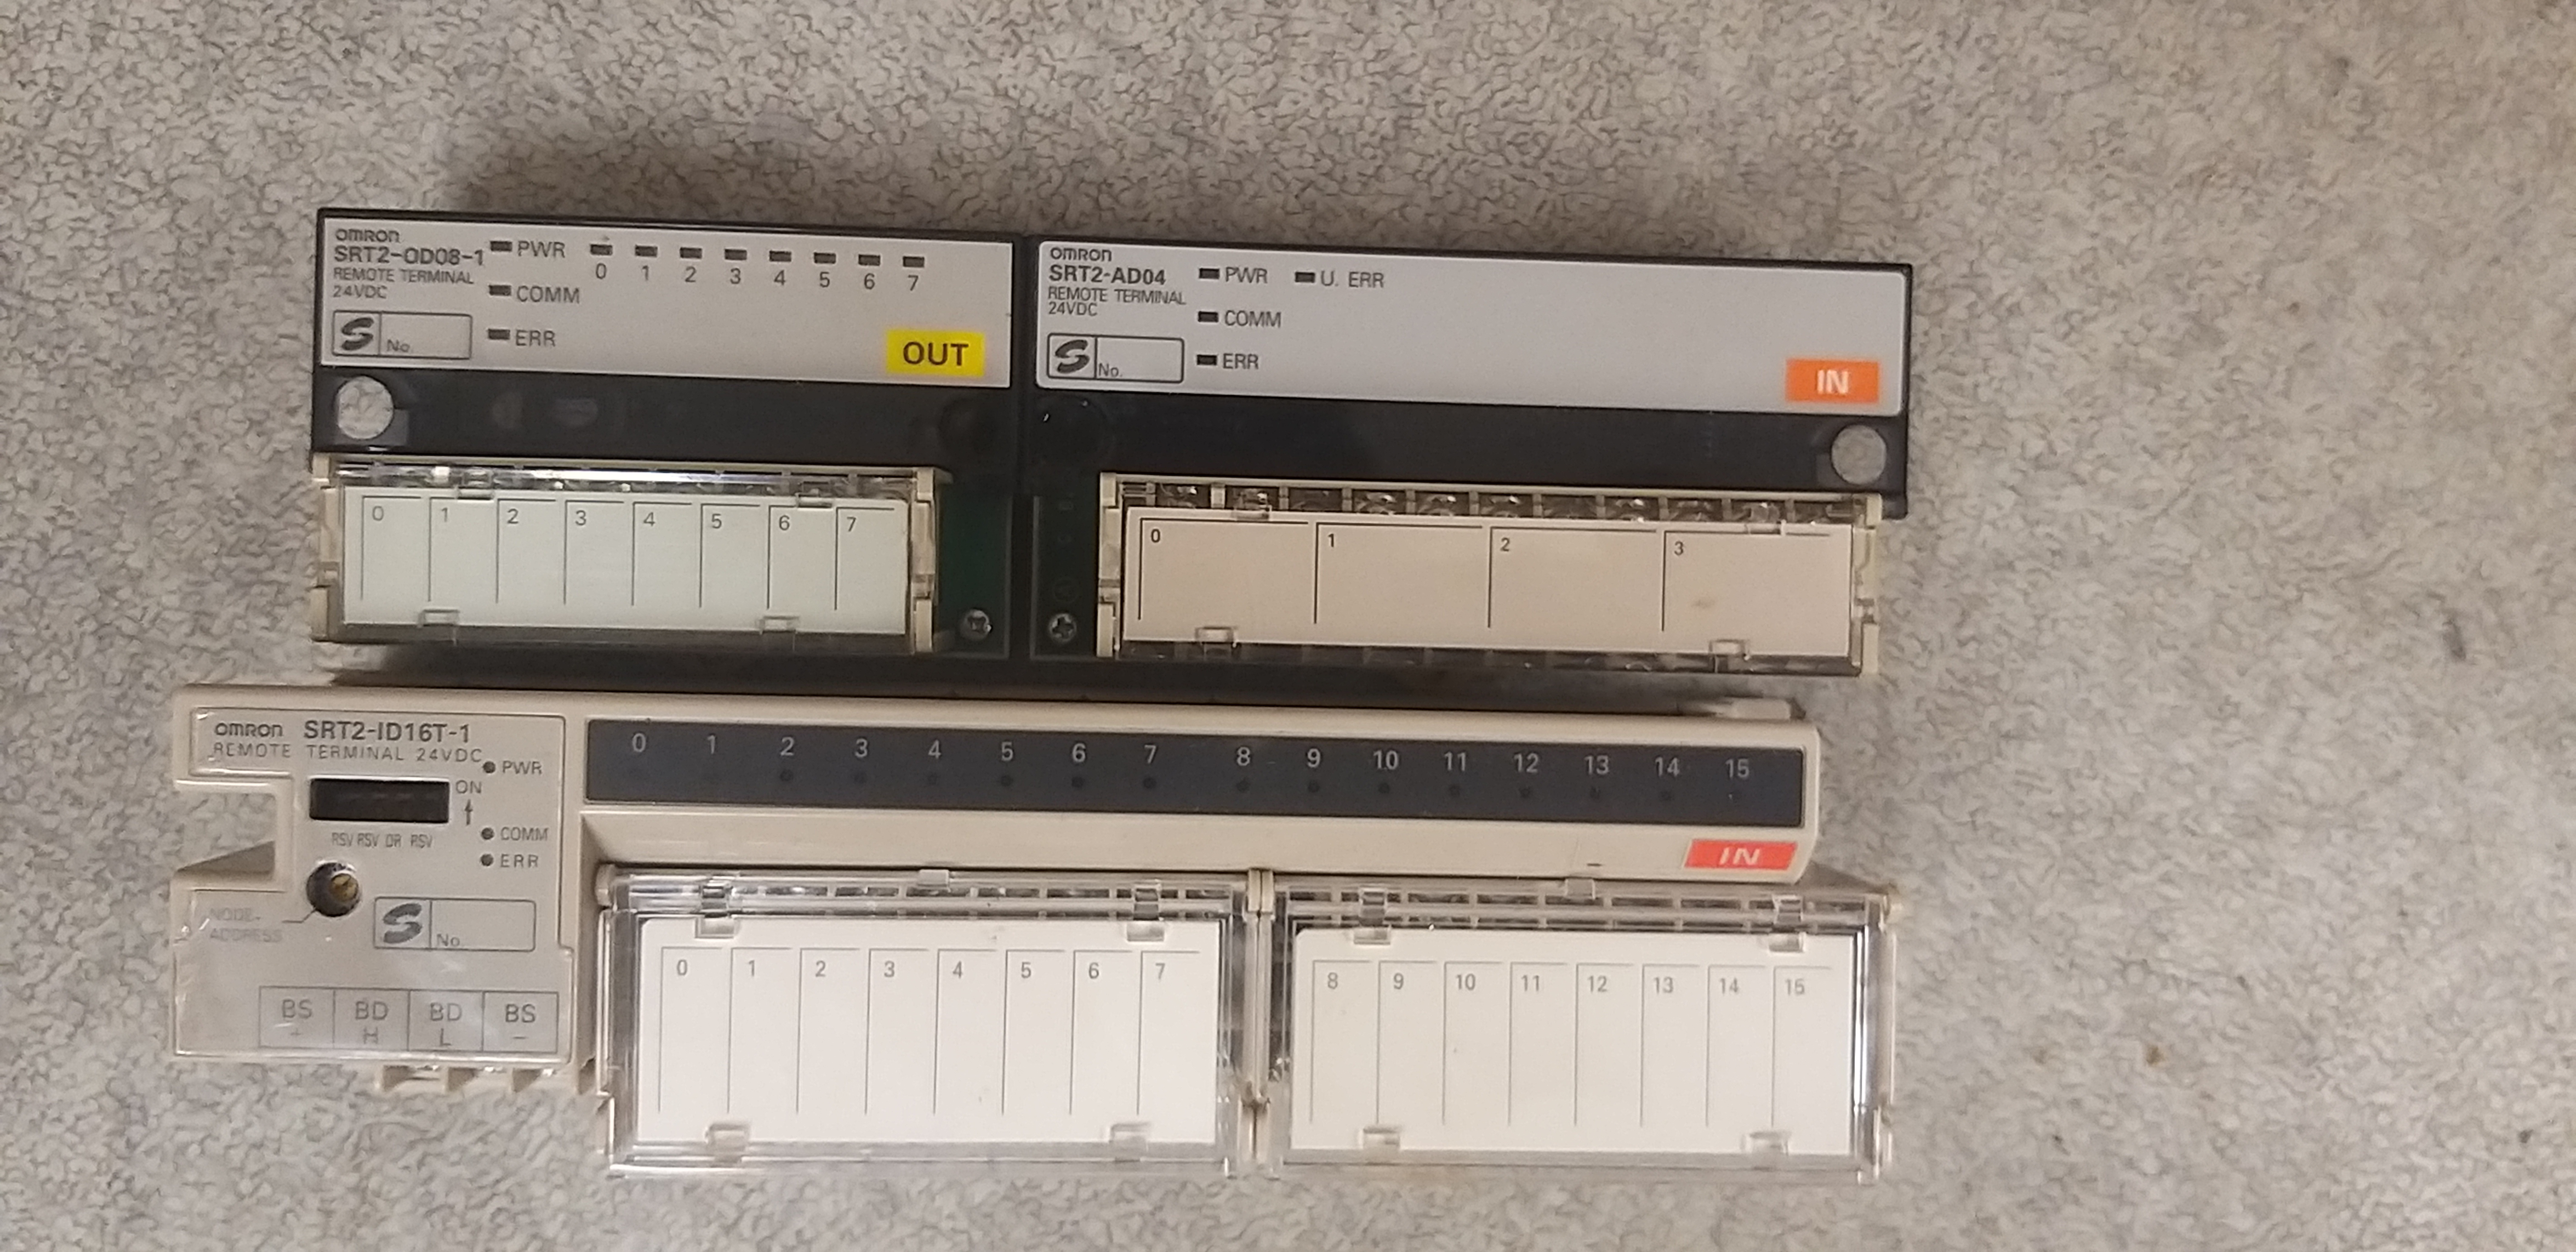 OMRON
SRT2-OD08-1
REMOTE TERMINAL
24VDC
S No.
PWR
COMM
ERR
0 1 2 3 4 5 6 7
OUT
OMRON
SRT2-AD04
REMOTE TERMINAL
24VDC
S No.
PWR U. ERR
COMM
ERR
IN
0 1 2 3 4 5 6 7
0 1 2 3
OMRON SRT2-ID16T-1
REMOTE TERMINAL 24VDC
PWR
ON
RSV RSV DR RSV
COMM
ERR
NODE-
ADDRESS
S No.
BS BD BD BS
+ H L −
0 1 2 3 4 5 6 7 8 9 10 11 12 13 14 15
IN
0 1 2 3 4 5 6 7
8 9 10 11 12 13 14 15